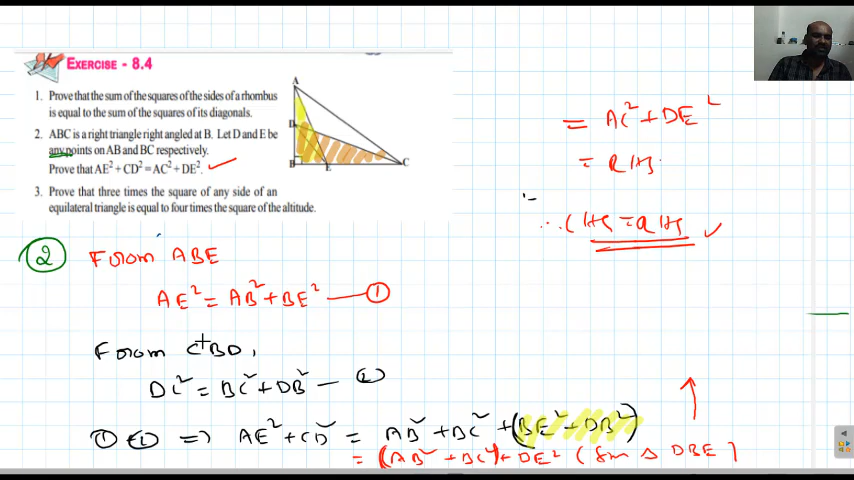 EXERCISE - 8.4
1. Prove that the sum of the squares of the sides of a rhombus
is equal to the sum of the squares of its diagonals.
2. ABC is a right triangle right angled at B. Let D and E be
any points on AB and BC respectively.
Prove that AE² + CD² = AC² + DE².
3. Prove that three times the square of any side of an
equilateral triangle is equal to four times the square of the altitude.
A
D
B
E
C
= AC² + DE²
= RHS
∴ LHS = RHS
② From ABE
AE² = AB² + BE² — ①
From CBD,
DC² = BC² + DB² — ②
① + ② ⇒ AE² + CD² = AB² + BC² + (BE² + DB²)
= (AB² + BC²) + DE² ( from Δ DBE )